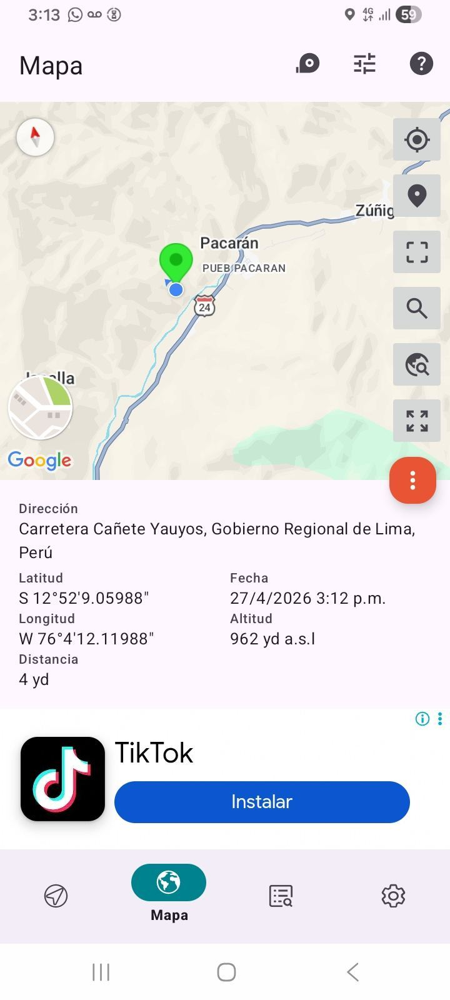 3:13
4G
59
Mapa
Zúñig
Pacarán
PUEB PACARAN
24
lla
Google
Dirección
Carretera Cañete Yauyos, Gobierno Regional de Lima,
Perú
Latitud
Fecha
S 12°52'9.05988"
27/4/2026 3:12 p.m.
Longitud
Altitud
W 76°4'12.11988"
962 yd a.s.l
Distancia
4 yd
TikTok
Instalar
Mapa